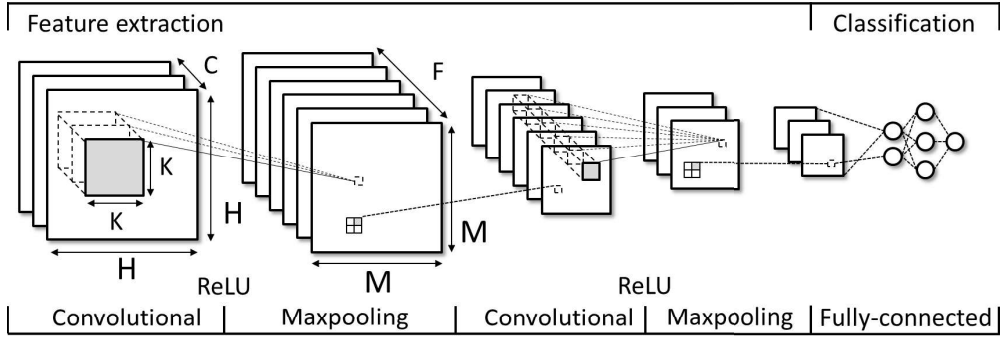 Feature extraction Classification
C F
K
K H
H M
M
ReLU ReLU
Convolutional Maxpooling Convolutional Maxpooling Fully-connected